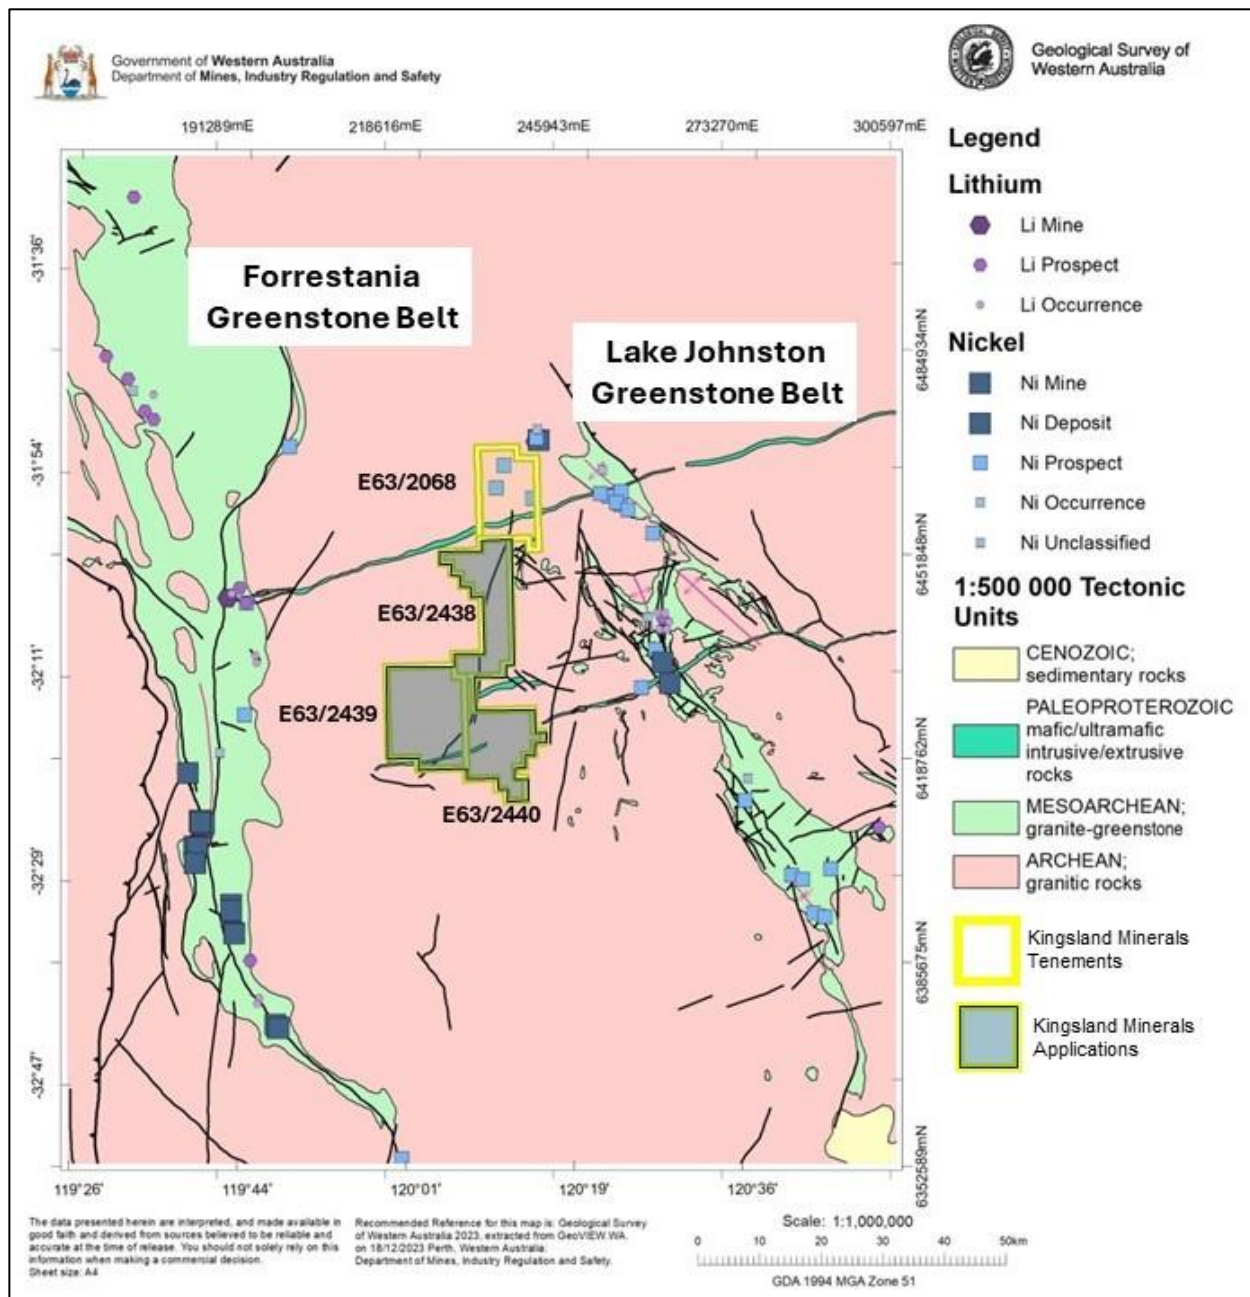 Government of Western Australia
Department of Mines, Industry Regulation and Safety
Geological Survey of
Western Australia
191289mE
218616mE
245943mE
273270mE
300597mE
Legend
Lithium
Li Mine
Li Prospect
Li Occurrence
Nickel
Ni Mine
Ni Deposit
Ni Prospect
Ni Occurrence
Ni Unclassified
1:500 000 Tectonic
Units
CENOZOIC;
sedimentary rocks
PALEOPROTEROZOIC
mafic/ultramafic
intrusive/extrusive
rocks
MESOARCHEAN;
granite-greenstone
ARCHEAN;
granitic rocks
Kingsland Minerals
Tenements
Kingsland Minerals
Applications
Forrestania
Greenstone Belt
Lake Johnston
Greenstone Belt
E63/2068
E63/2438
E63/2439
E63/2440
-31°36'
-31°54'
-32°11'
-32°29'
-32°47'
6484934mN
6451848mN
6418762mN
6385675mN
6352589mN
119°26'
119°44'
120°01'
120°19'
120°36'
The data presented herein are interpreted, and made available in
good faith and derived from sources believed to be reliable and
accurate at the time of release. You should not solely rely on this
information when making a commercial decision.
Sheet size: A4
Recommended Reference for this map is: Geological Survey
of Western Australia 2023, extracted from GeoVIEW.WA.
on 18/12/2023 Perth, Western Australia:
Department of Mines, Industry Regulation and Safety.
Scale: 1:1,000,000
0 10 20 30 40 50km
GDA 1994 MGA Zone 51